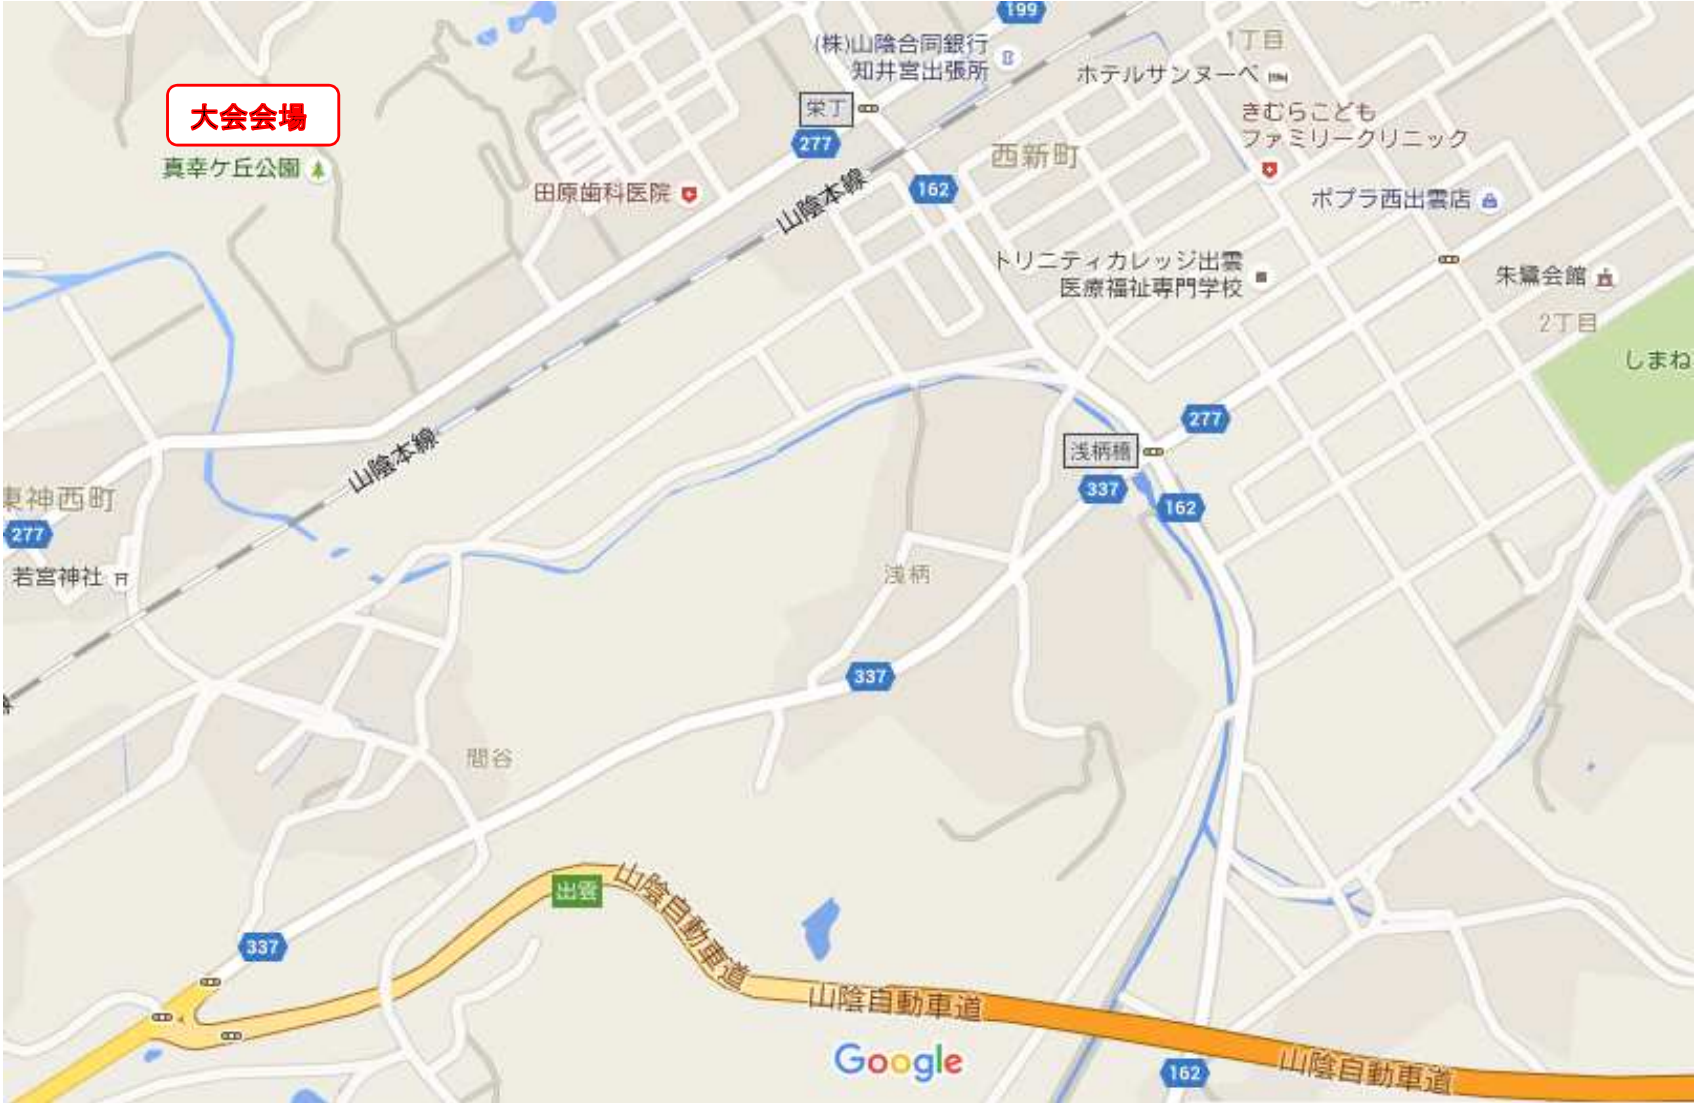 199
1丁目
(株)山陰合同銀行
知井宮出張所
ホテルサンヌーベ
大会会場
栄丁
きむらこども
ファミリークリニック
277
西新町
真幸ケ丘公園
田原歯科医院
162
山陰本線
ポプラ西出雲店
トリニティカレッジ出雲
医療福祉専門学校
朱鷺会館
2丁目
しまね
277
山陰本線
浅柄橋
東神西町
337
162
277
若宮神社
浅柄
337
間谷
出雲
山陰自動車道
337
山陰自動車道
Google
山陰自動車道
162